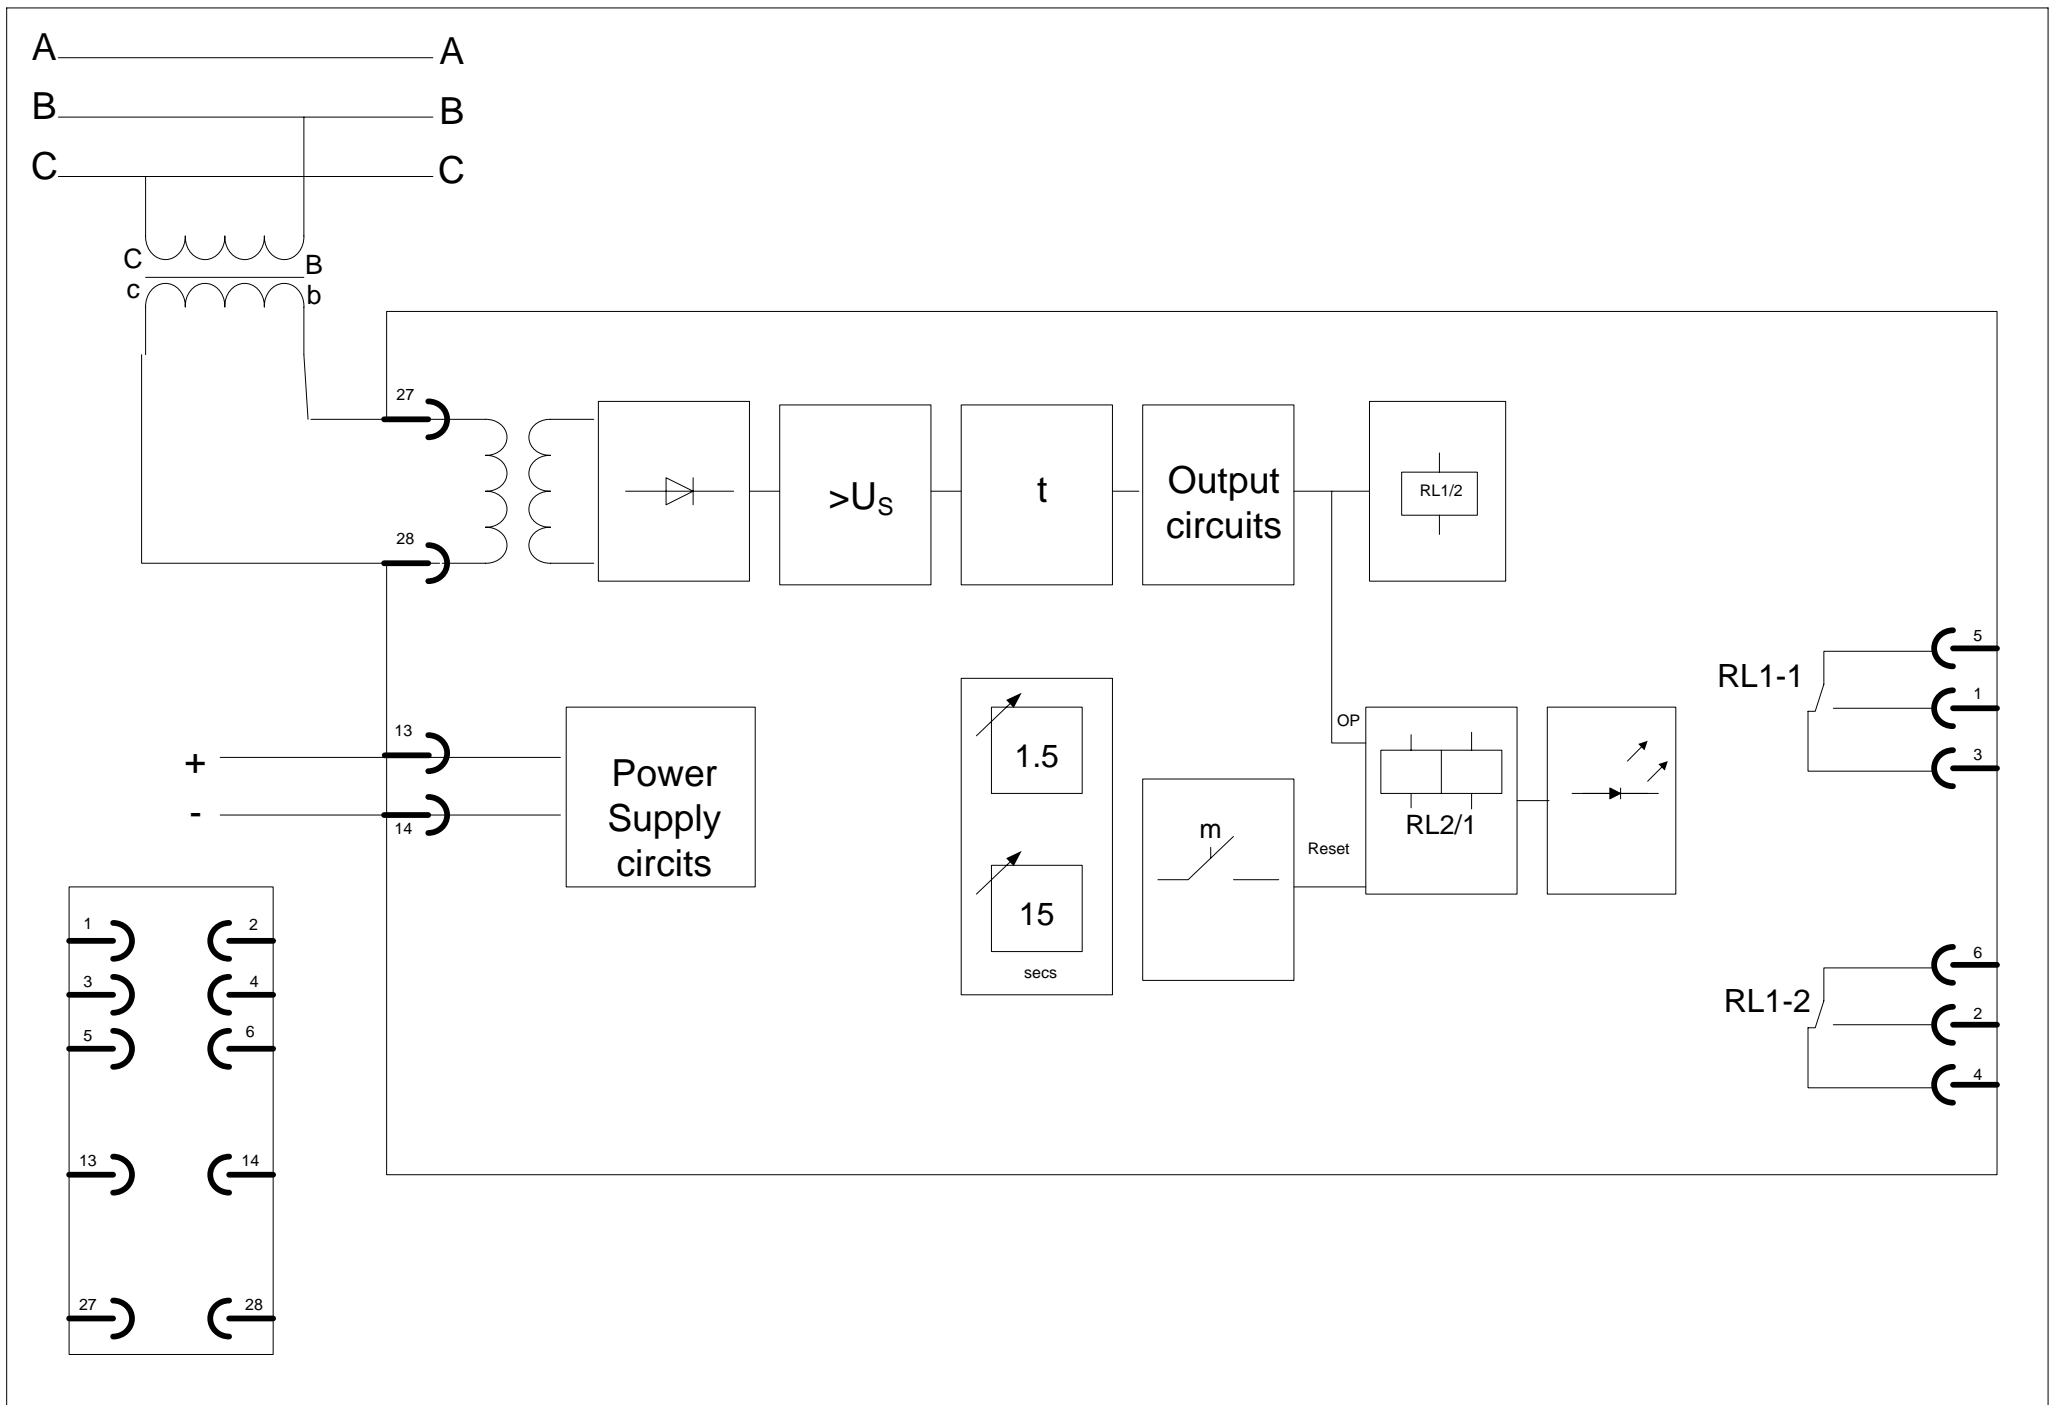 A A
B B
C C
C B
c b
27
28
>U_S
t
Output
circuits
RL1/2
5
RL1-1
1
3
13
+
-
14
Power
Supply
circits
1.5
15
secs
m
OP
Reset
RL2/1
6
RL1-2
2
4
1 2
3 4
5 6
13 14
27 28